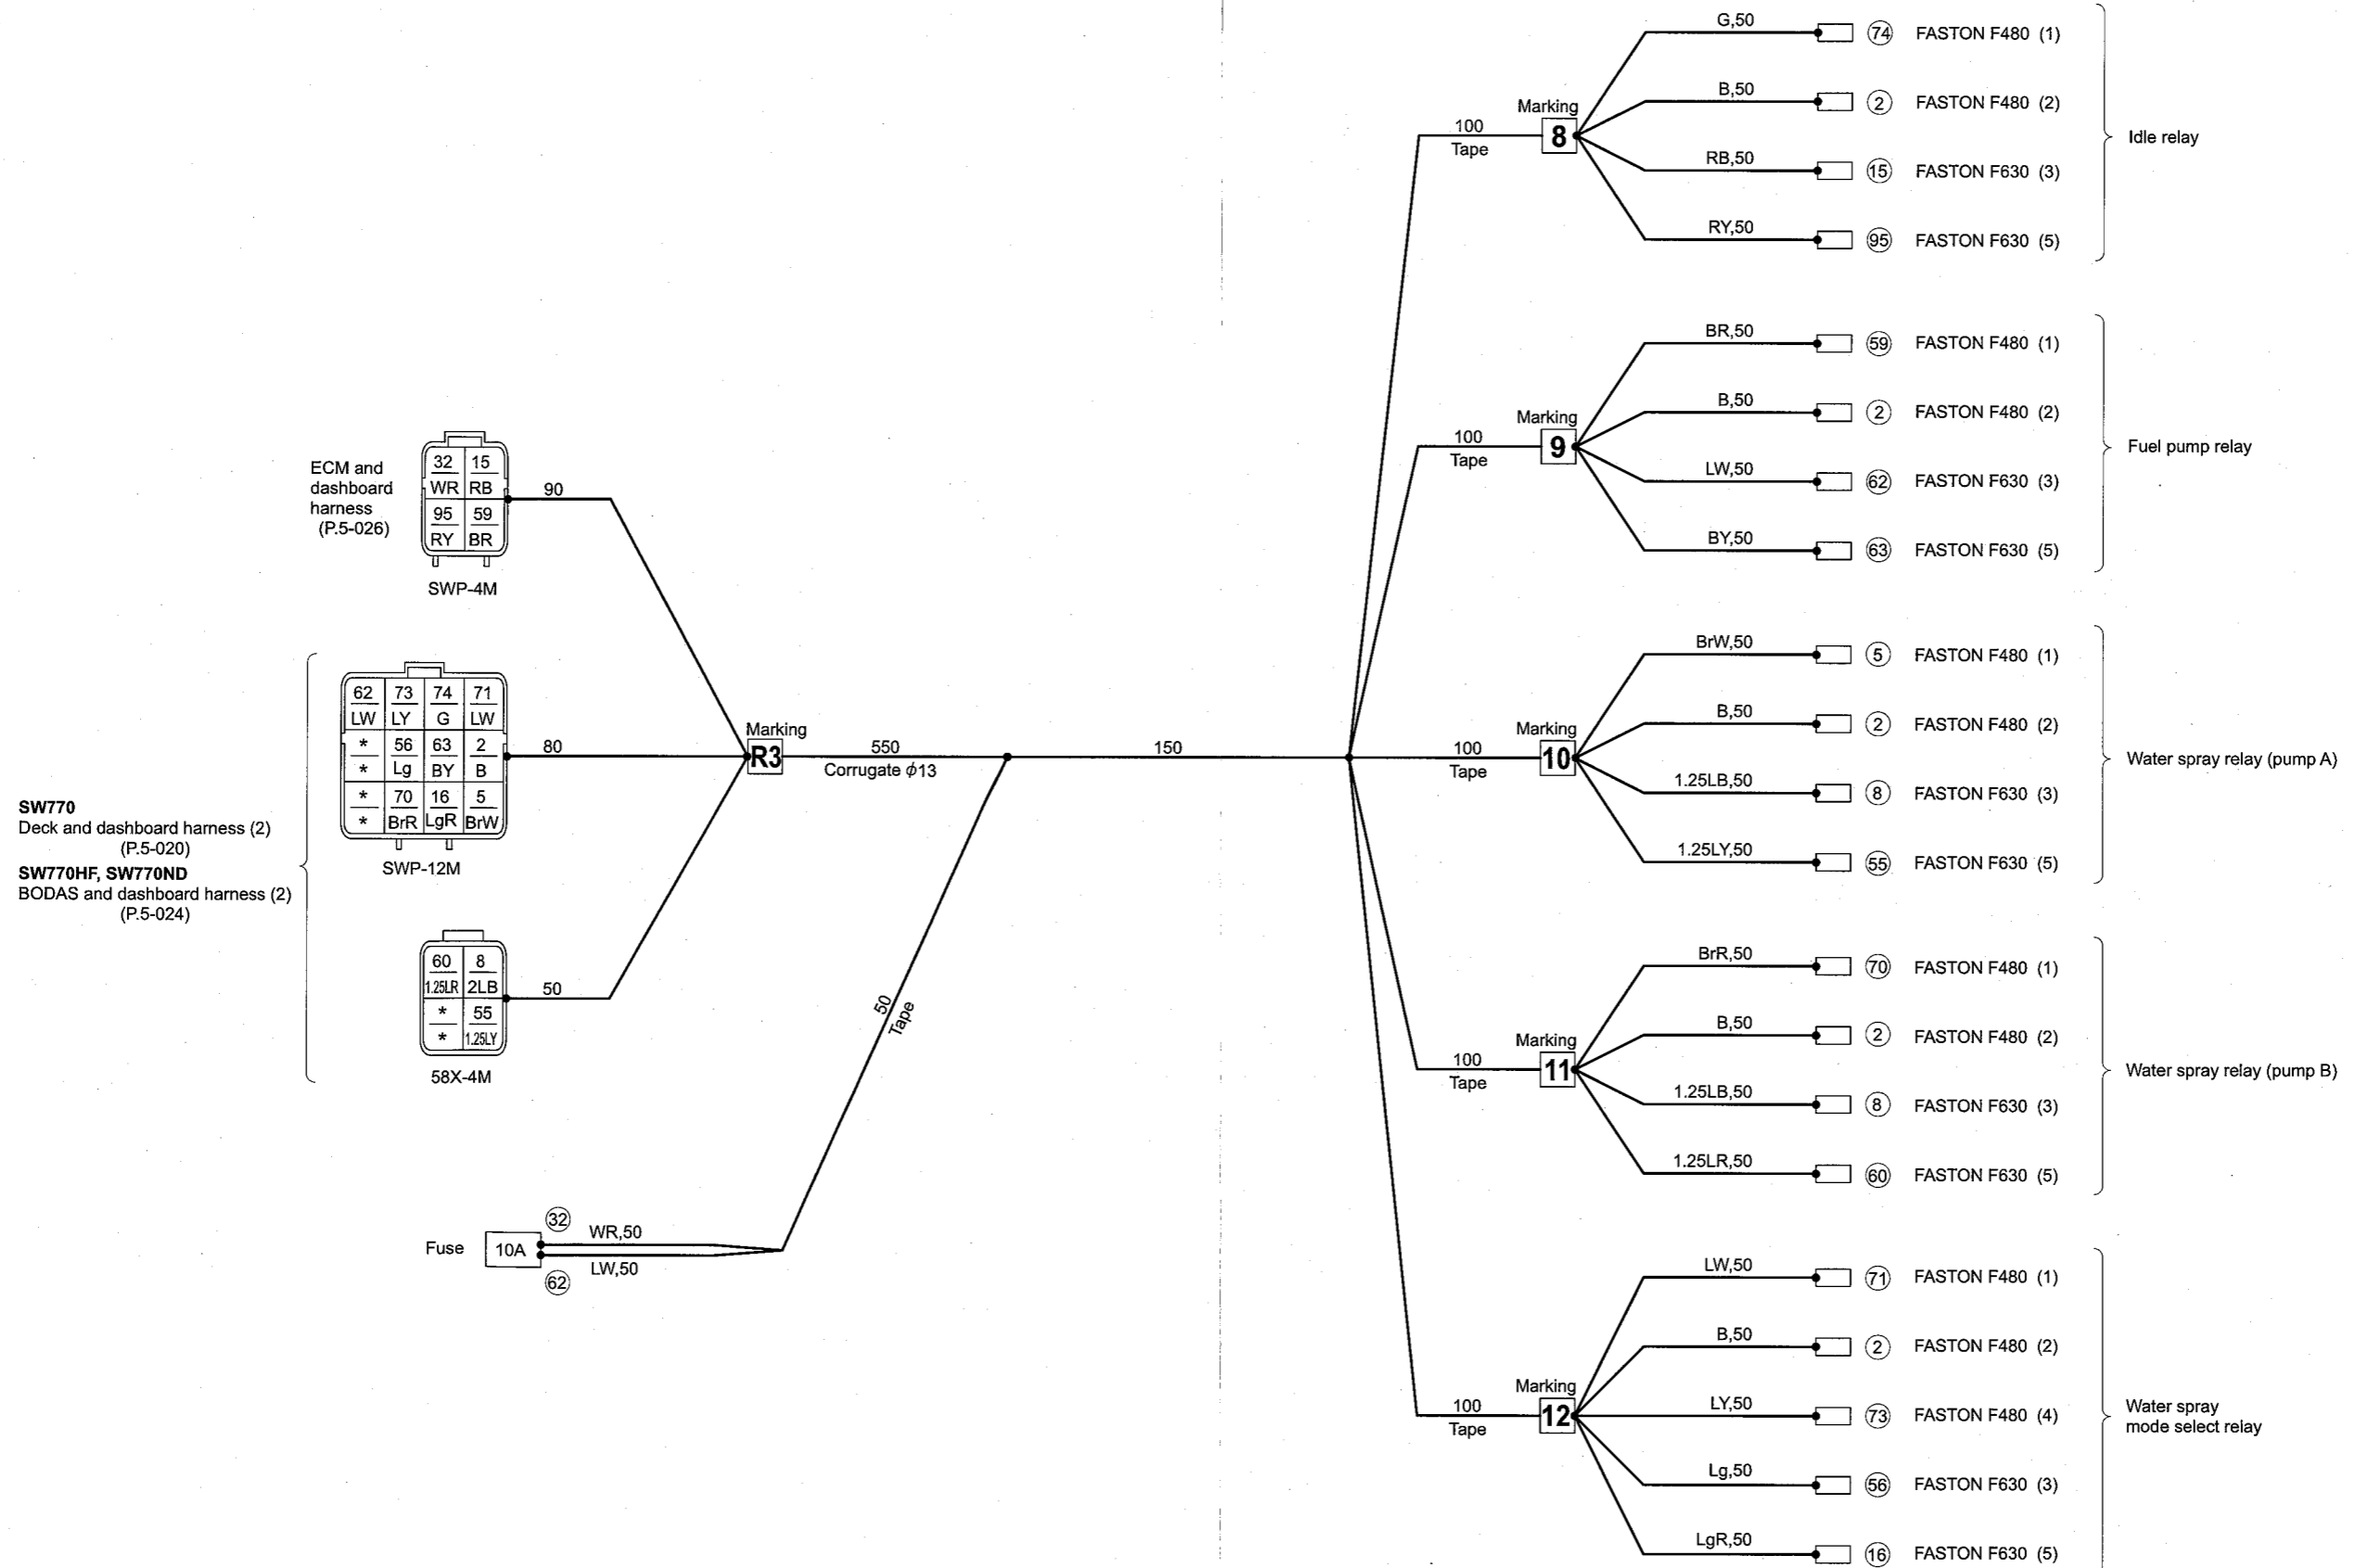 ECM and
dashboard
harness
(P.5-026)
32 15
WR RB
95 59
RY BR
SWP-4M
90
SW770
Deck and dashboard harness (2)
(P.5-020)
SW770HF, SW770ND
BODAS and dashboard harness (2)
(P.5-024)
62 73 74 71
LW LY G LW
* 56 63 2
* Lg BY B
* 70 16 5
* BrR LgR BrW
SWP-12M
80
60 8
1.25LR 2LB
* 55
* 1.25LY
58X-4M
50
Marking
R3
550
Corrugate ϕ13
150
50
Tape
Fuse
10A
32
WR,50
LW,50
62
100
Tape
Marking
8
G,50 74 FASTON F480 (1)
B,50 2 FASTON F480 (2)
RB,50 15 FASTON F630 (3)
RY,50 95 FASTON F630 (5)
Idle relay
100
Tape
Marking
9
BR,50 59 FASTON F480 (1)
B,50 2 FASTON F480 (2)
LW,50 62 FASTON F630 (3)
BY,50 63 FASTON F630 (5)
Fuel pump relay
100
Tape
Marking
10
BrW,50 5 FASTON F480 (1)
B,50 2 FASTON F480 (2)
1.25LB,50 8 FASTON F630 (3)
1.25LY,50 55 FASTON F630 (5)
Water spray relay (pump A)
100
Tape
Marking
11
BrR,50 70 FASTON F480 (1)
B,50 2 FASTON F480 (2)
1.25LB,50 8 FASTON F630 (3)
1.25LR,50 60 FASTON F630 (5)
Water spray relay (pump B)
100
Tape
Marking
12
LW,50 71 FASTON F480 (1)
B,50 2 FASTON F480 (2)
LY,50 73 FASTON F480 (4)
Lg,50 56 FASTON F630 (3)
LgR,50 16 FASTON F630 (5)
Water spray
mode select relay